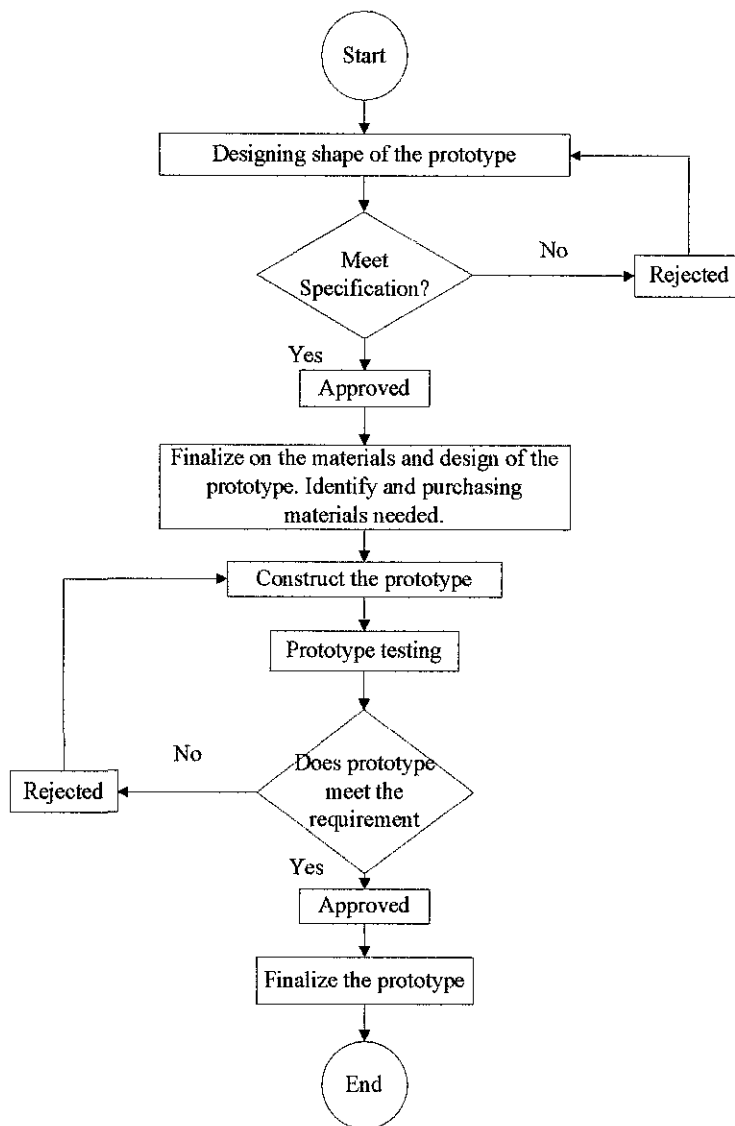 Start
Designing shape of the prototype
Meet
Specification?
No
Rejected
Yes
Approved
Finalize on the materials and design of the
prototype. Identify and purchasing
materials needed.
Construct the prototype
Prototype testing
Does prototype
meet the
requirement
No
Rejected
Yes
Approved
Finalize the prototype
End